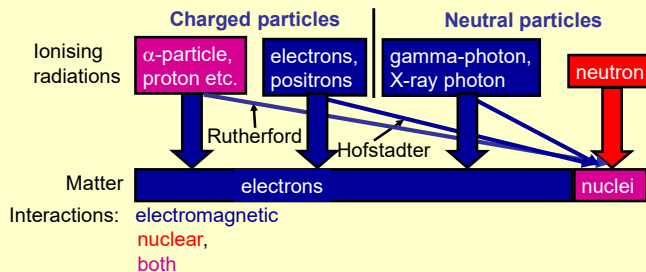 Charged particles
Neutral particles
Ionising
radiations
α-particle,
proton etc.
electrons,
positrons
gamma-photon,
X-ray photon
neutron
Rutherford
Hofstadter
Matter
electrons
nuclei
Interactions: electromagnetic
nuclear,
both